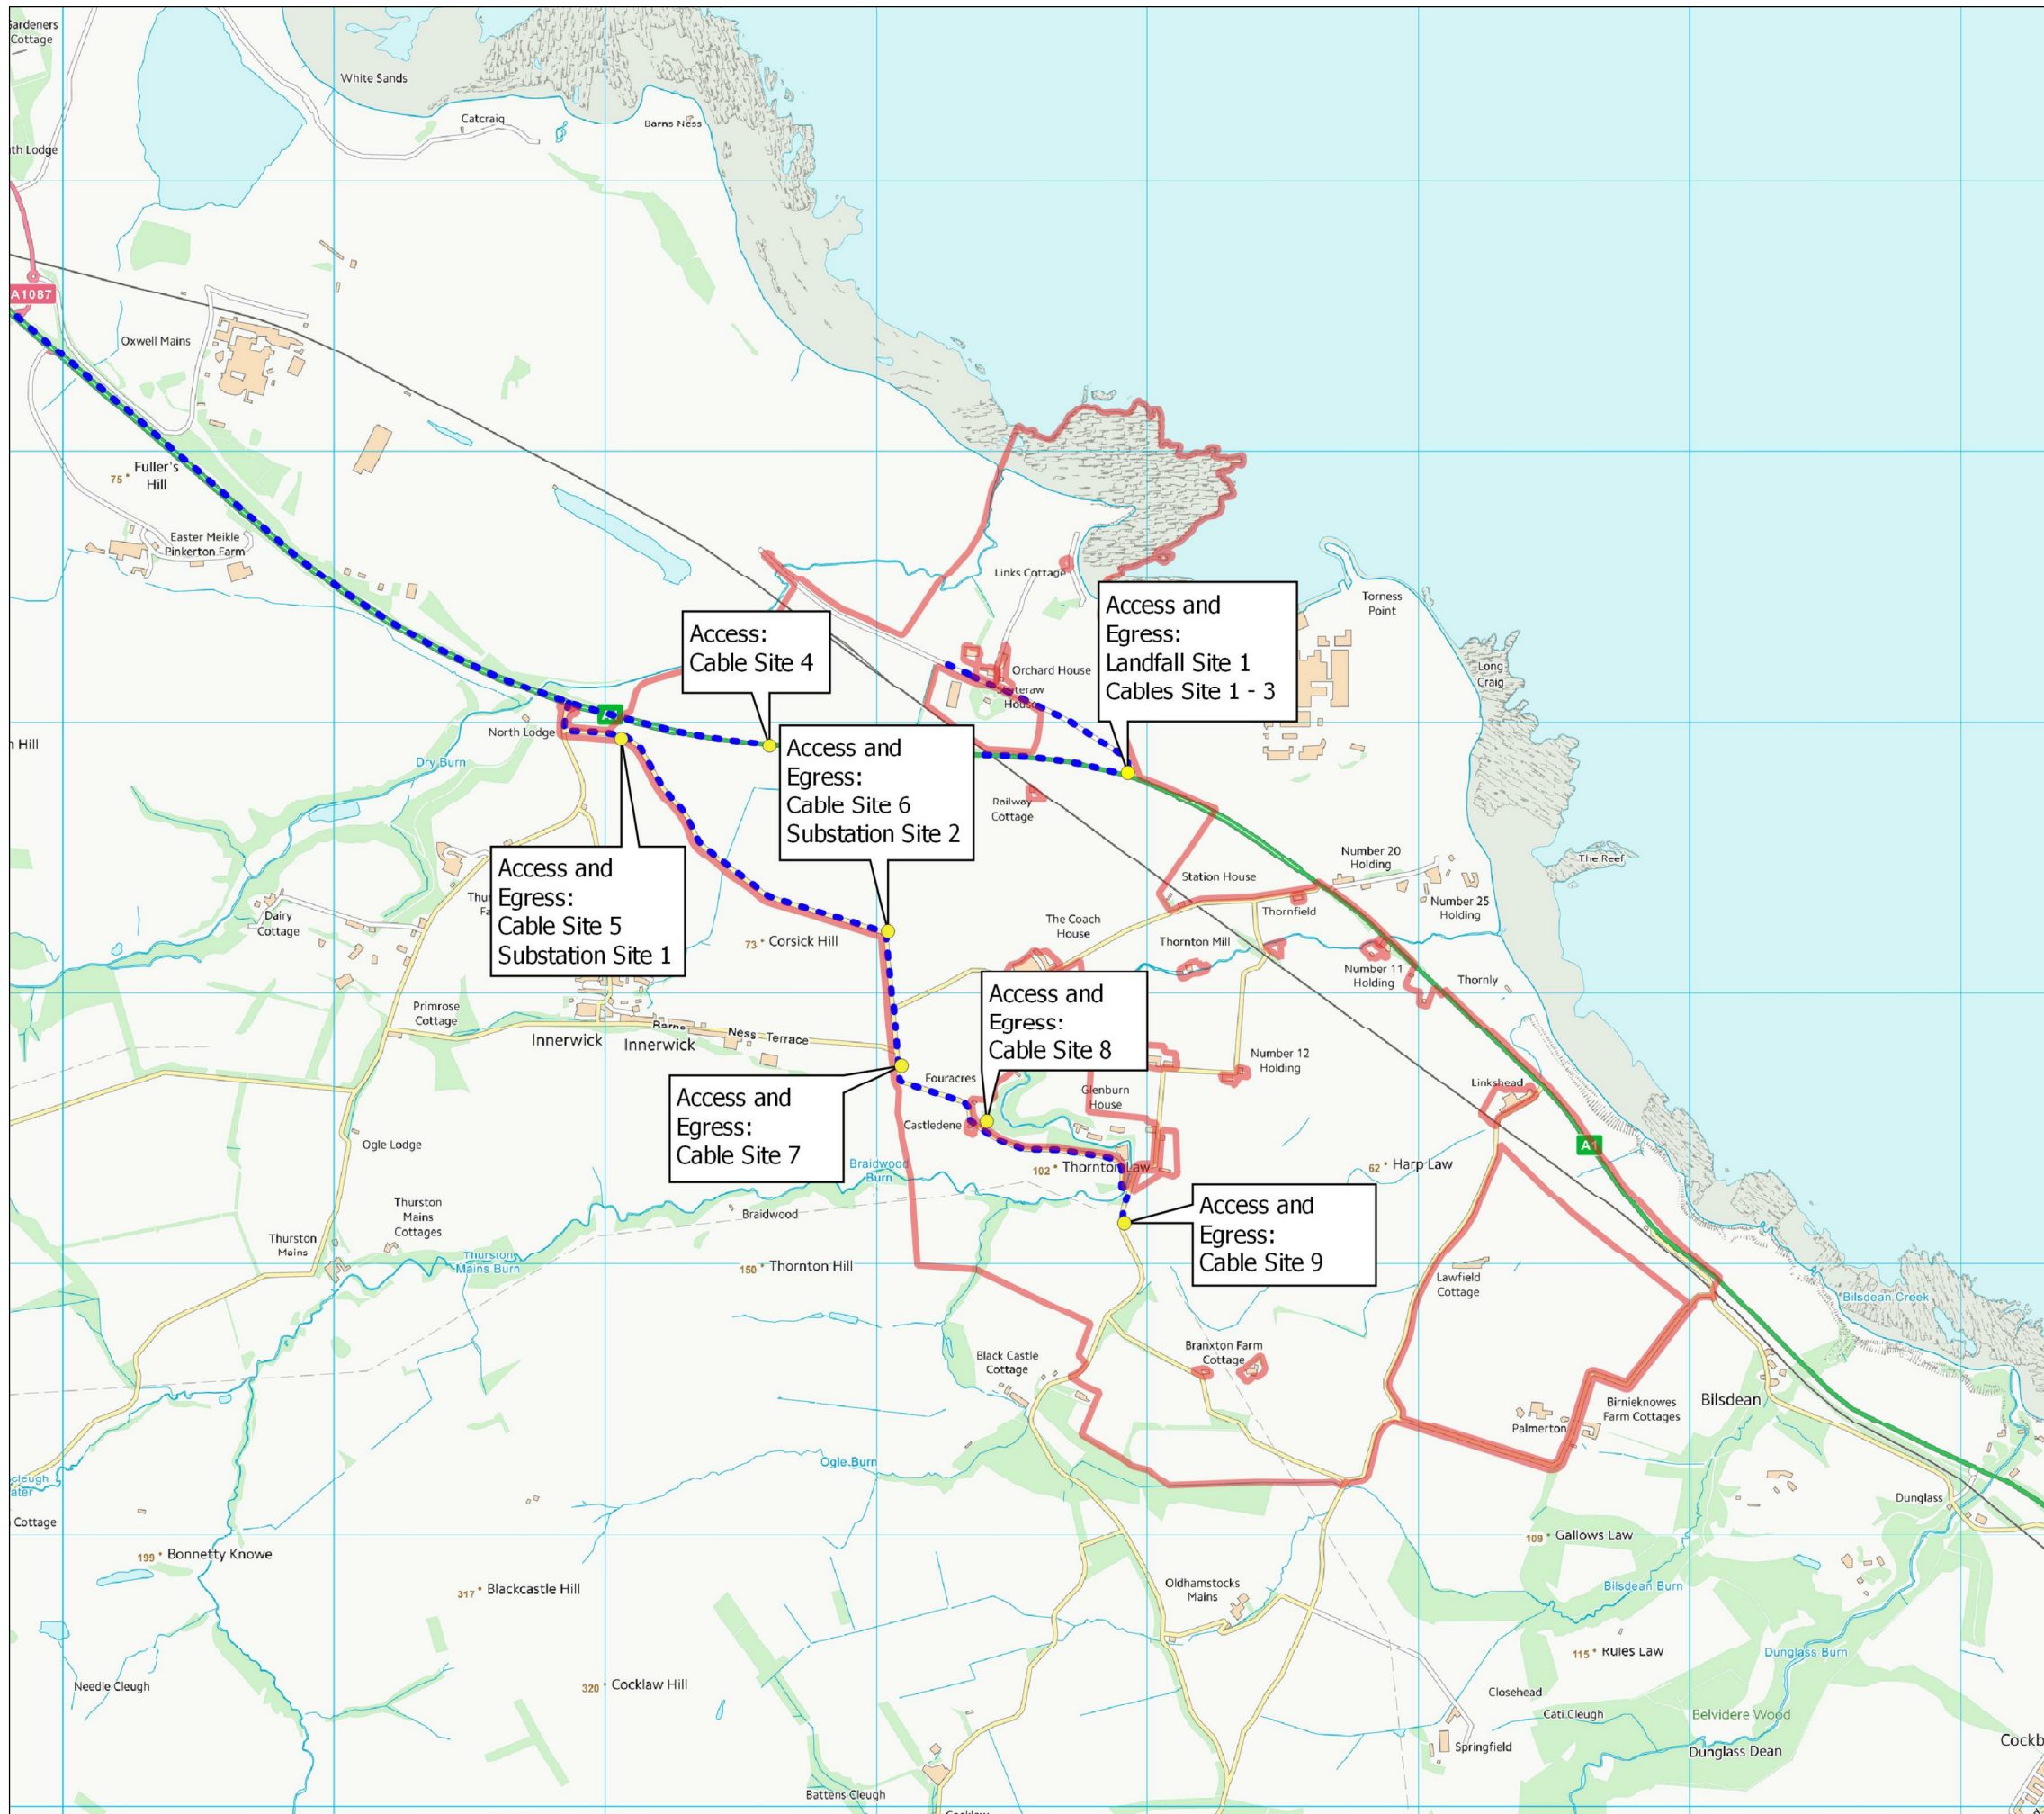 Gardeners
Cottage
White Sands
Catcraig
Barns Ness
th Lodge
A1087
Oxwell Mains
Fuller's
Hill
75
Easter Meikle
Pinkerton Farm
Links Cottage
Torness
Point
Access:
Cable Site 4
Access and
Egress:
Landfall Site 1
Cables Site 1 - 3
Orchard House
House
Long
Craig
North Lodge
Hill
Dry Burn
Access and
Egress:
Cable Site 6
Substation Site 2
Railway
Cottage
Number 20
Holding
The Reef
Station House
Access and
Egress:
Cable Site 5
Substation Site 1
Number 25
Holding
Thornfield
Dairy
Cottage
The Coach
House
73 Corsick Hill
Thornton Mill
Number 11
Holding
Thornly
Primrose
Cottage
Access and
Egress:
Cable Site 8
Innerwick
Innerwick
Barns Ness Terrace
Number 12
Holding
Fouracres
Glenburn
House
Linkshead
Access and
Egress:
Cable Site 7
Castledene
Ogle Lodge
A1
Braidwood
Burn
102 Thornton Law
62 Harp Law
Thurston
Mains
Cottages
Braidwood
Access and
Egress:
Cable Site 9
Thurston
Mains
Thurston
Mains Burn
150 Thornton Hill
Lawfield
Cottage
Bilsdean Creek
Black Castle
Cottage
Branxton Farm
Cottage
Birnieknowes
Farm Cottages
Bilsdean
Palmerton
Ogle Burn
cleugh
ater
Cottage
Dunglass
109 Gallows Law
199 Bonnetty Knowe
317 Blackcastle Hill
Oldhamstocks
Mains
Bilsdean Burn
115 Rules Law
Dunglass Burn
Needle Cleugh
320 Cocklaw Hill
Closehead
Cati Cleugh
Belvidere Wood
Springfield
Dunglass Dean
Cockb
Battens Cleugh